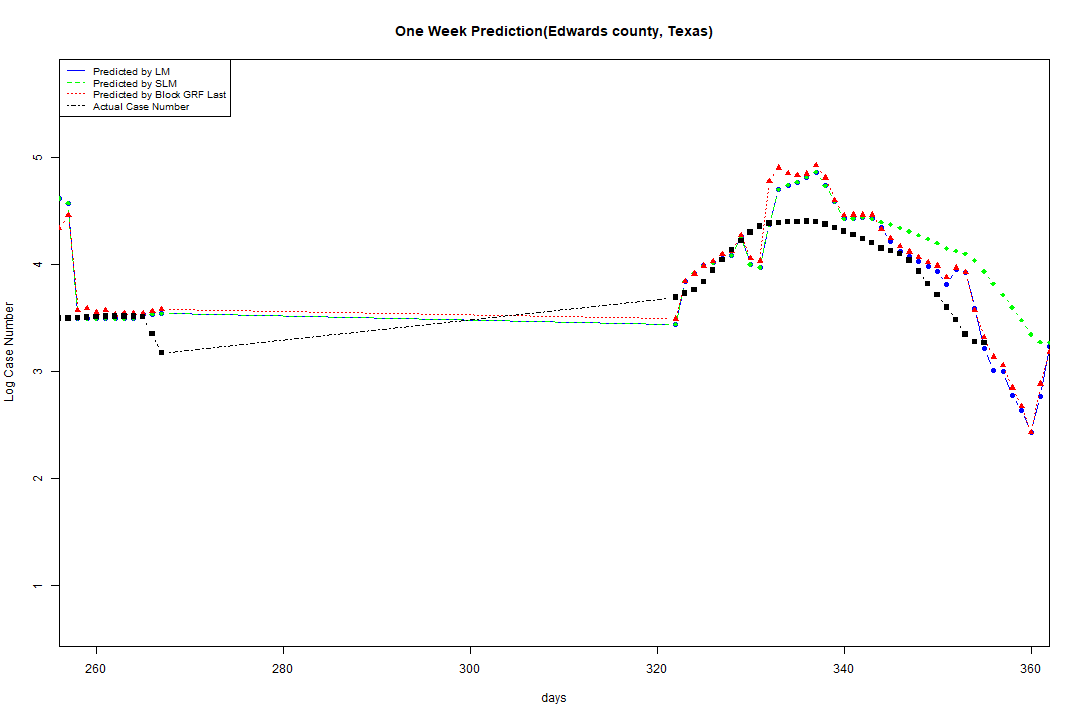 One Week Prediction(Edwards county, Texas)
Predicted by LM
Predicted by SLM
Predicted by Block GRF Last
Actual Case Number
5
4
3
2
1
Log Case Number
260 280 300 320 340 360
days